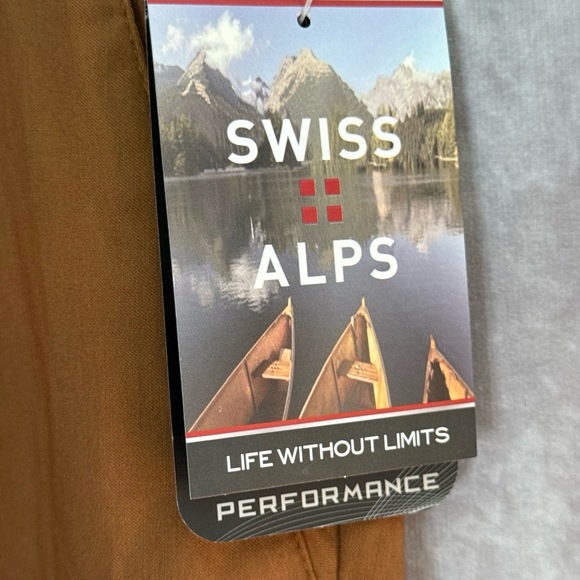 SWISS
ALPS
LIFE WITHOUT LIMITS
PERFORMANCE